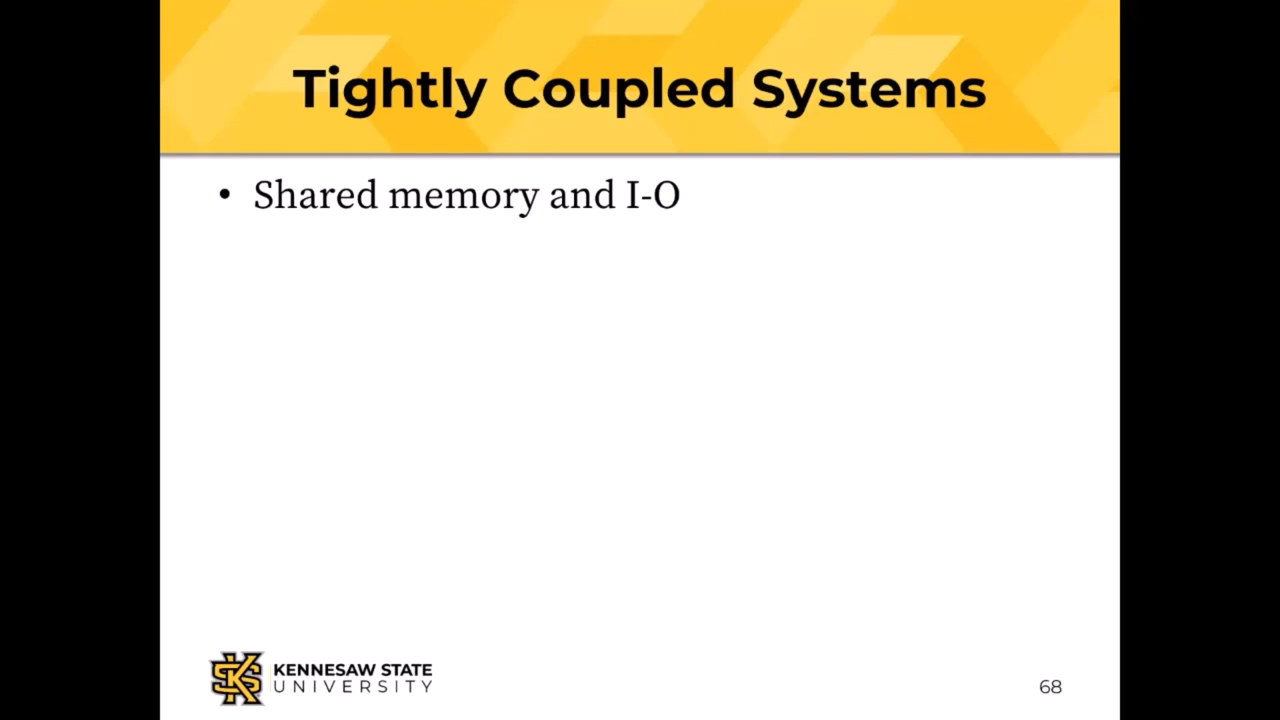 Tightly Coupled Systems
• Shared memory and I-O
KENNESAW STATE
UNIVERSITY
68